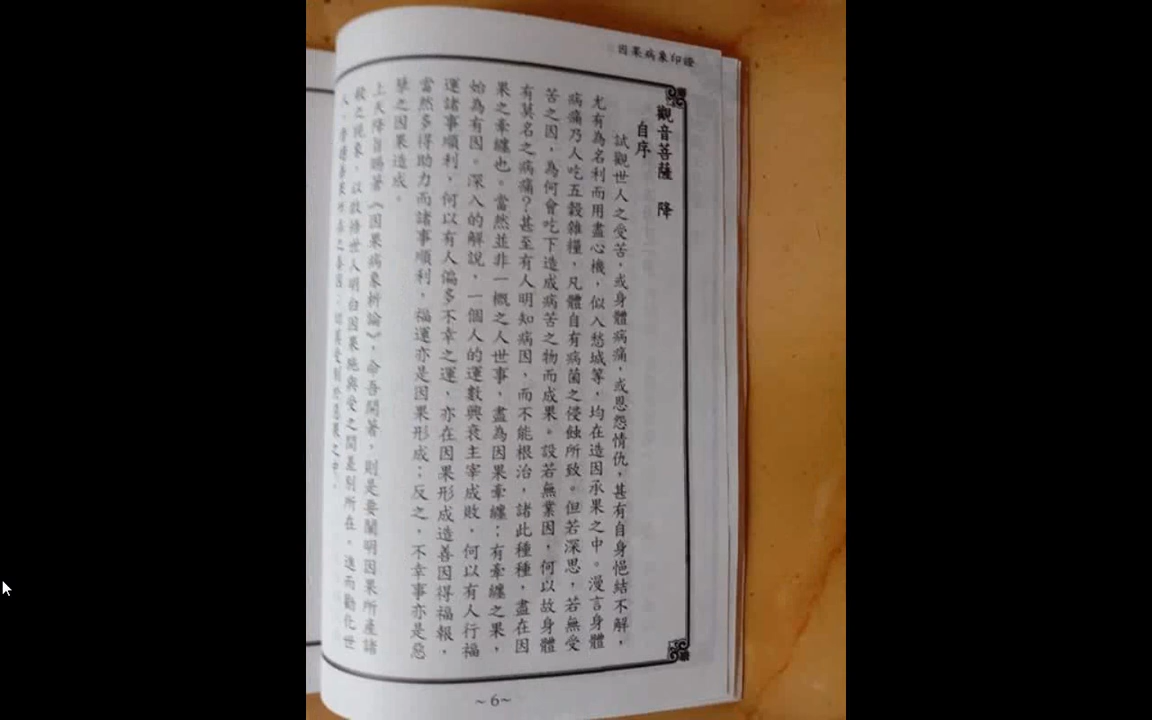 因果病象印證
觀音菩薩 降
自序
試觀世人之受苦,或身體病痛,或恩怨情仇,甚有自身悒結不解,
尤有為名利而用盡心機,似入愁城等,均在造因承果之中。漫言身體
病痛乃人吃五穀雜糧,凡體自有病菌之侵蝕所致。但若深思,若無受
苦之因,為何會吃下造成病苦之物而成果。設若無業因,何以故身體
有莫名之病痛?甚至有人明知病因,而不能根治,諸此種種,盡在因
果之牽纏也。當然並非一概之人世事,盡為因果牽纏;有牽纏之果,
始為有因。深入的解說,一個人的運數興衰主宰成敗,何以有人行福
運諸事順利,何以有人偏多不幸之運,亦在因果形成造善因得福報,
當然多得助力而諸事順利,福運亦是因果形成;反之,不幸事亦是惡
孽之因果造成。
上天降旨賜著《因果病象辨論》,命吾開著,則是要闡明因果所產諸
般之現象,以啟發世人明白因果施與受之間差別所在,進而勸化世
~6~